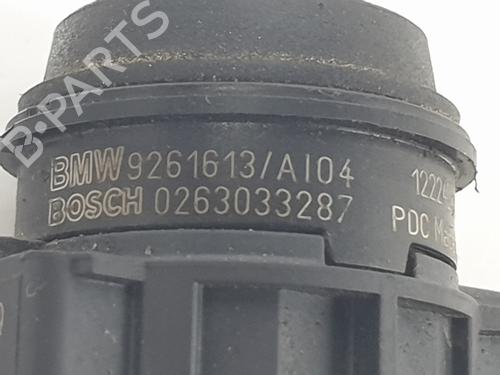 B-PARTS
BMW 9261613/AI04
BOSCH 0263033287
1222
PDC